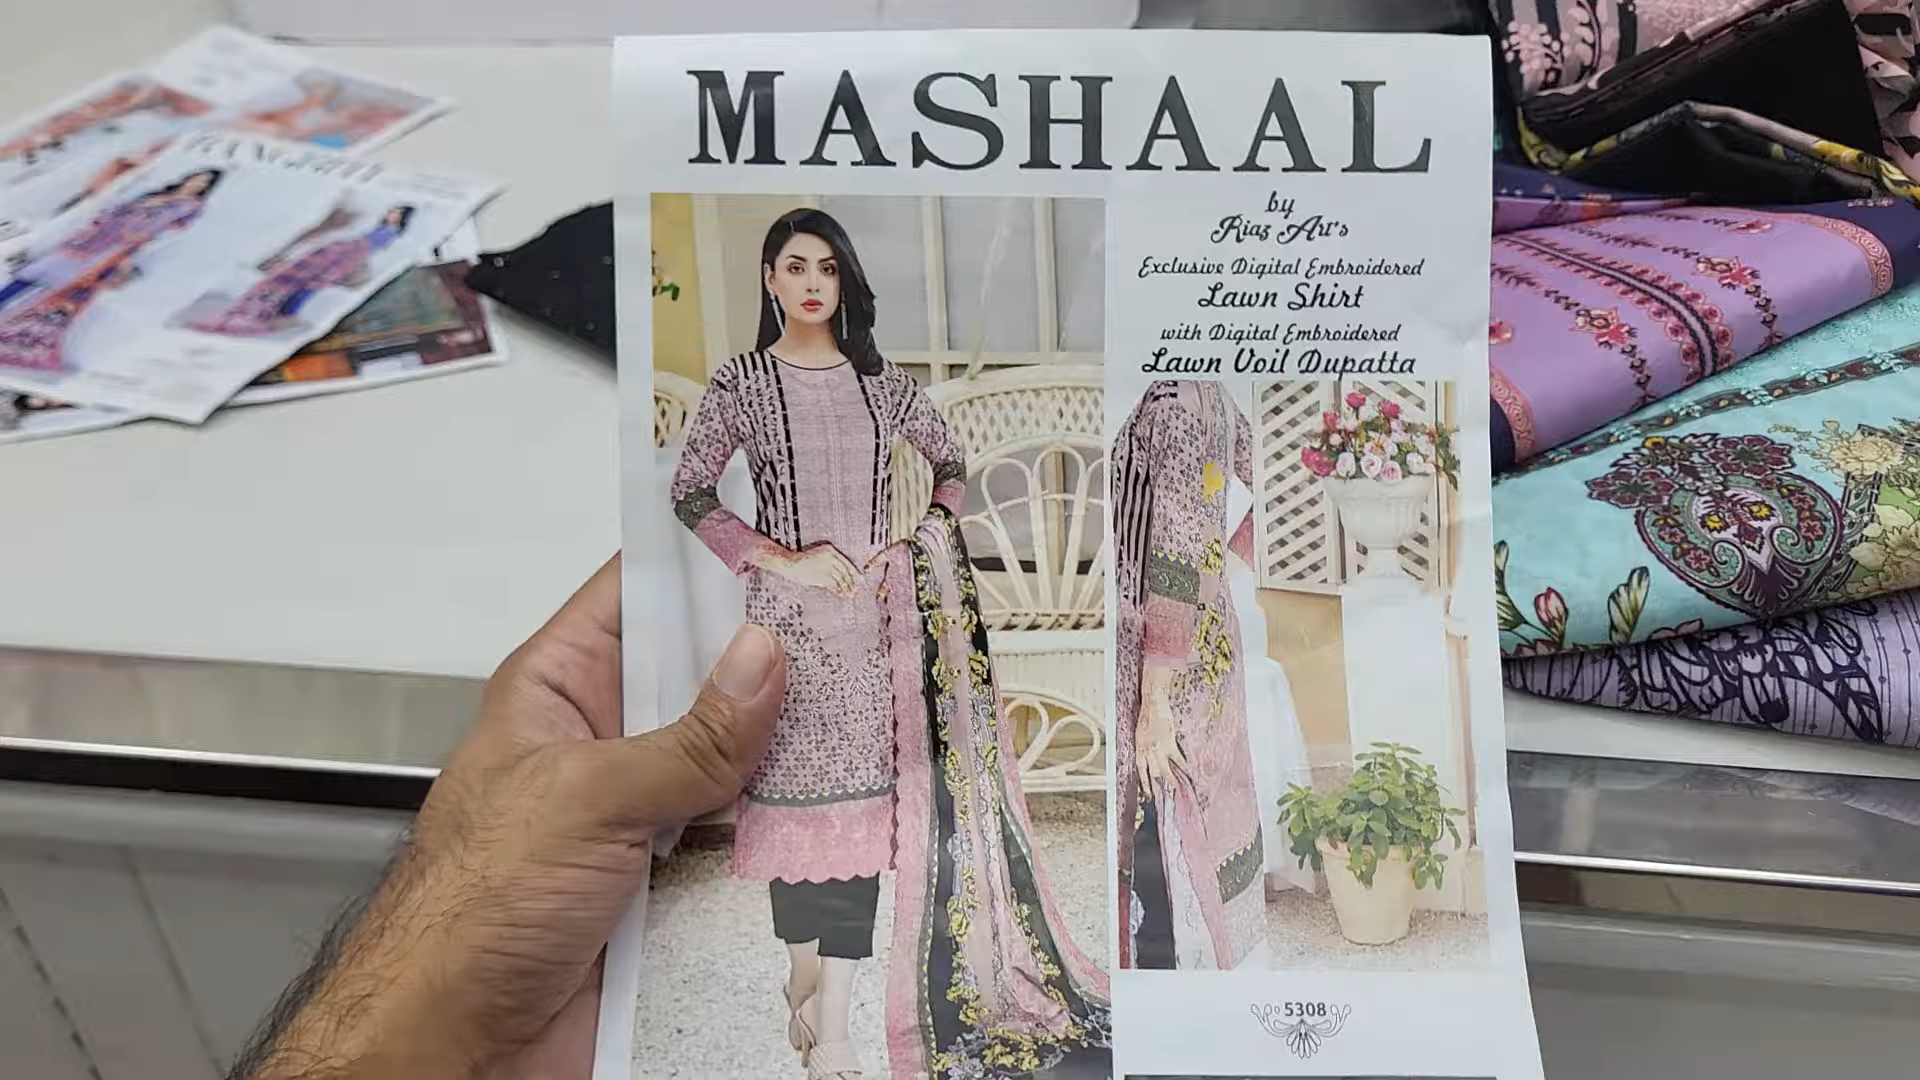 MASHAAL
by
Riaz Art's
Exclusive Digital Embroidered
Lawn Shirt
with Digital Embroidered
Lawn Voil Dupatta
5308